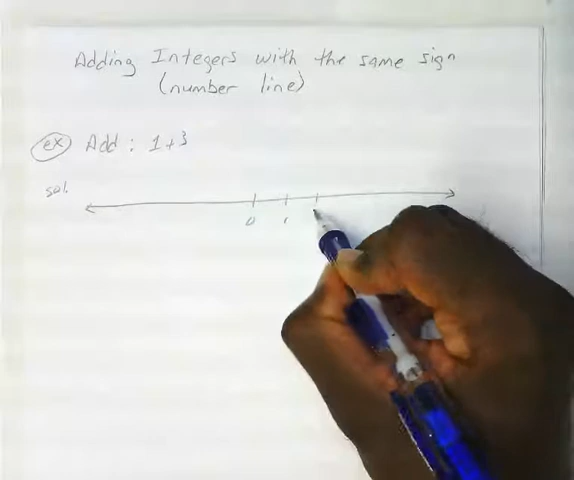 Adding Integers with the same sign
(number line)
ex Add : 1+3
sol.
0 1